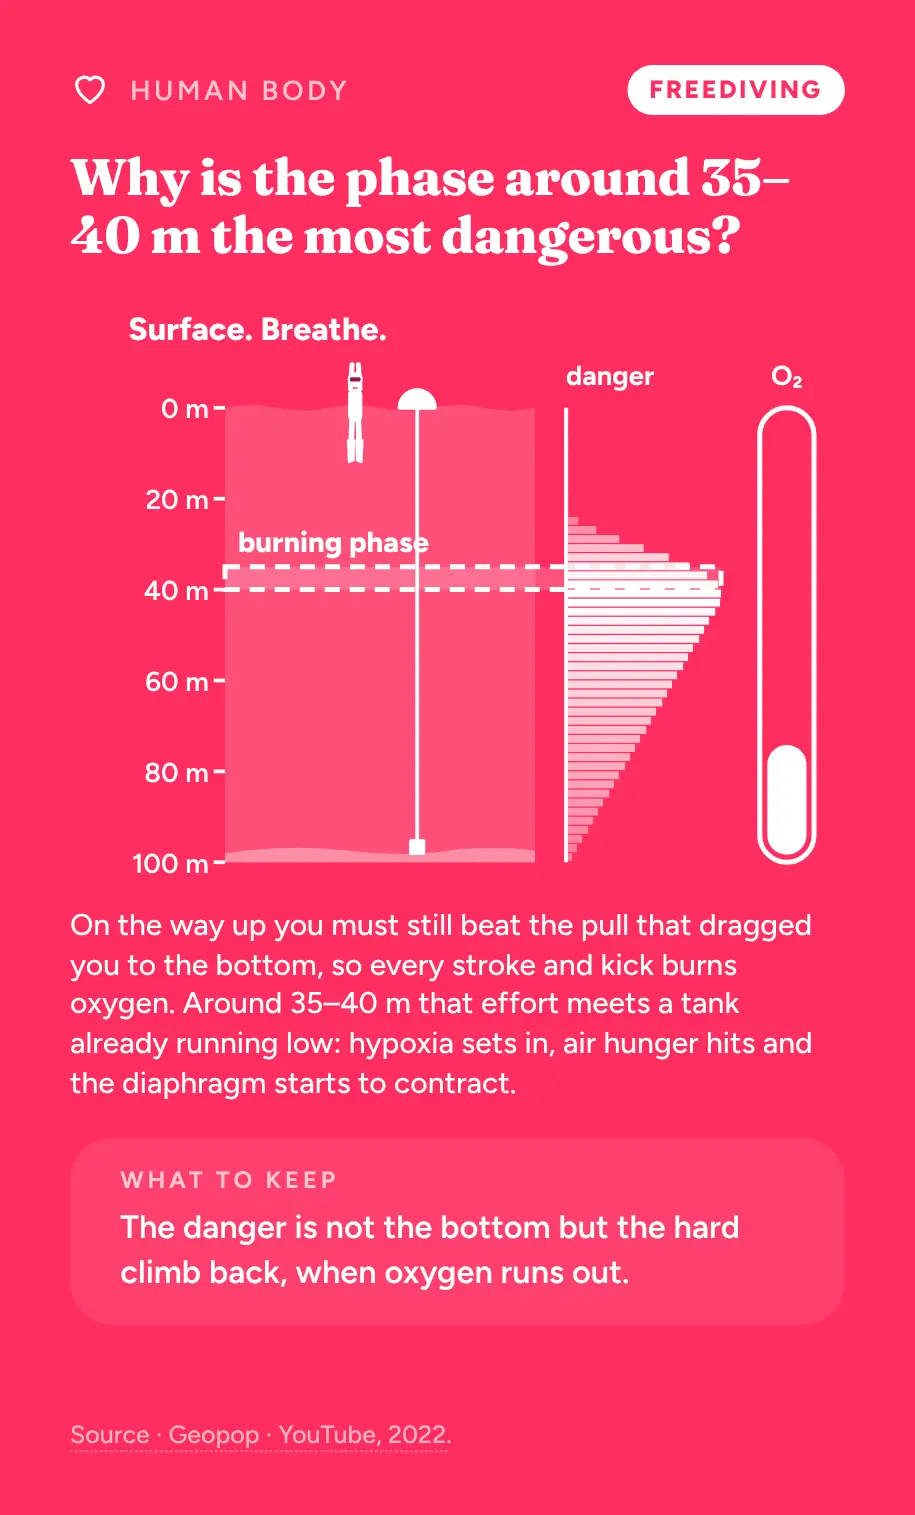 HUMAN BODY
FREEDIVING
Why is the phase around 35–
40 m the most dangerous?
Surface. Breathe.
danger
O₂
0 m
20 m
burning phase
40 m
60 m
80 m
100 m
On the way up you must still beat the pull that dragged
you to the bottom, so every stroke and kick burns
oxygen. Around 35–40 m that effort meets a tank
already running low: hypoxia sets in, air hunger hits and
the diaphragm starts to contract.
WHAT TO KEEP
The danger is not the bottom but the hard
climb back, when oxygen runs out.
Source · Geopop · YouTube, 2022.